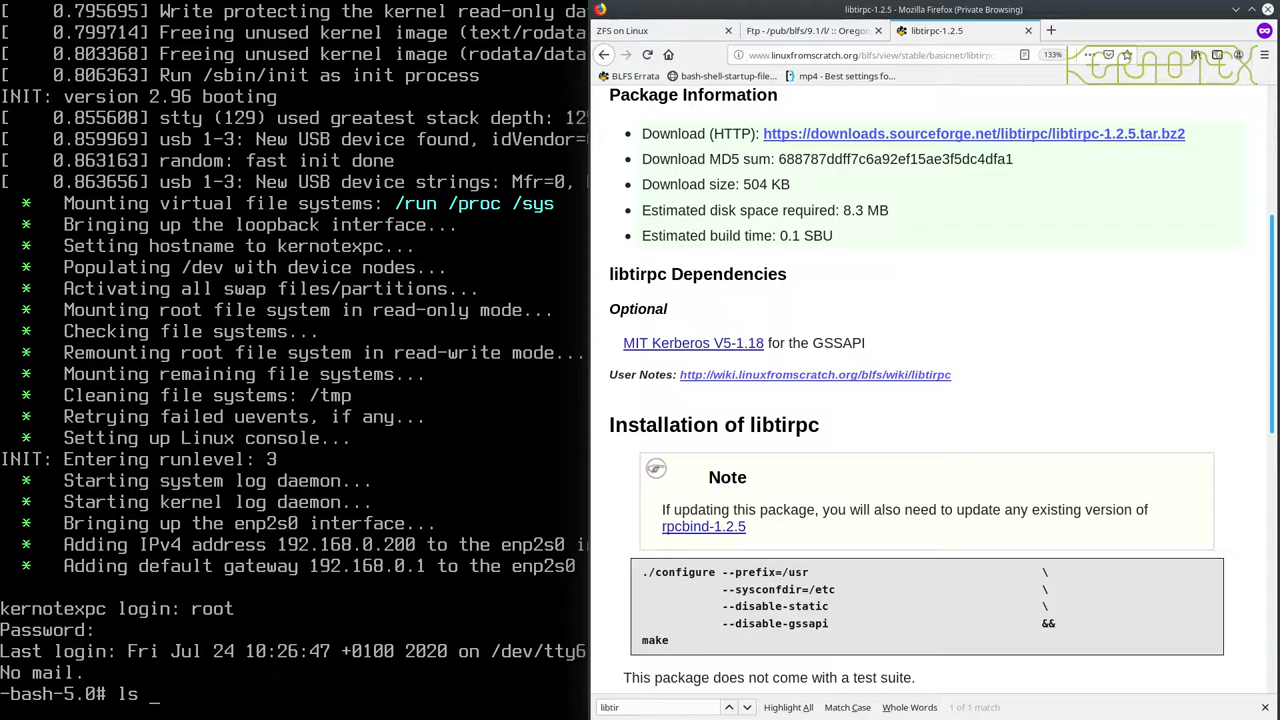 [    0.795695] Write protecting the kernel read-only da
[    0.799714] Freeing unused kernel image (text/rodata
[    0.803368] Freeing unused kernel image (rodata/data
[    0.806363] Run /sbin/init as init process
INIT: version 2.96 booting
[    0.855608] stty (129) used greatest stack depth: 12
[    0.859969] usb 1-3: New USB device found, idVendor=
[    0.863163] random: fast init done
[    0.863656] usb 1-3: New USB device strings: Mfr=0,
* Mounting virtual file systems: /run /proc /sys
* Bringing up the loopback interface...
* Setting hostname to kernotexpc...
* Populating /dev with device nodes...
* Activating all swap files/partitions...
* Mounting root file system in read-only mode...
* Checking file systems...
* Remounting root file system in read-write mode...
* Mounting remaining file systems...
* Cleaning file systems: /tmp
* Retrying failed uevents, if any...
* Setting up Linux console...
INIT: Entering runlevel: 3
* Starting system log daemon...
* Starting kernel log daemon...
* Bringing up the enp2s0 interface...
* Adding IPv4 address 192.168.0.200 to the enp2s0 i
* Adding default gateway 192.168.0.1 to the enp2s0
kernotexpc login: root
Password:
Last login: Fri Jul 24 10:26:47 +0100 2020 on /dev/tty6
No mail.
-bash-5.0# ls _
libtirpc-1.2.5 - Mozilla Firefox (Private Browsing)
ZFS on Linux
Ftp - /pub/blfs/9.1/l/ :: Oregon
libtirpc-1.2.5
www.linuxfromscratch.org/blfs/view/stable/basicnet/libtirpc
133%
KERNOTEX
BLFS Errata
bash-shell-startup-file...
mp4 - Best settings fo...
Package Information
• Download (HTTP): https://downloads.sourceforge.net/libtirpc/libtirpc-1.2.5.tar.bz2
• Download MD5 sum: 688787ddff7c6a92ef15ae3f5dc4dfa1
• Download size: 504 KB
• Estimated disk space required: 8.3 MB
• Estimated build time: 0.1 SBU
libtirpc Dependencies
Optional
MIT Kerberos V5-1.18 for the GSSAPI
User Notes: http://wiki.linuxfromscratch.org/blfs/wiki/libtirpc
Installation of libtirpc
Note
If updating this package, you will also need to update any existing version of
rpcbind-1.2.5
./configure --prefix=/usr \
--sysconfdir=/etc \
--disable-static \
--disable-gssapi &&
make
This package does not come with a test suite.
libtir
Highlight All
Match Case
Whole Words
1 of 1 match